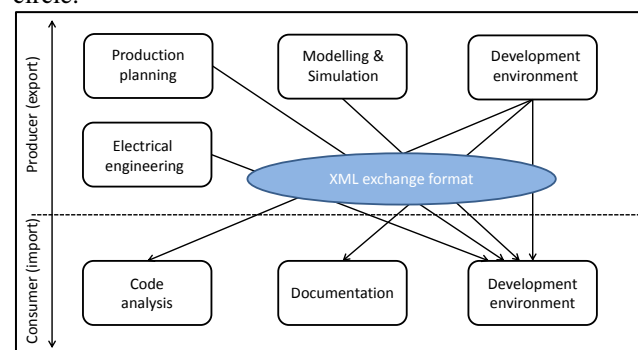 circle.
Production
planning
Modelling &
Simulation
Development
environment
Producer (export)
Electrical
engineering
XML exchange format
Consumer (import)
Code
analysis
Documentation
Development
environment